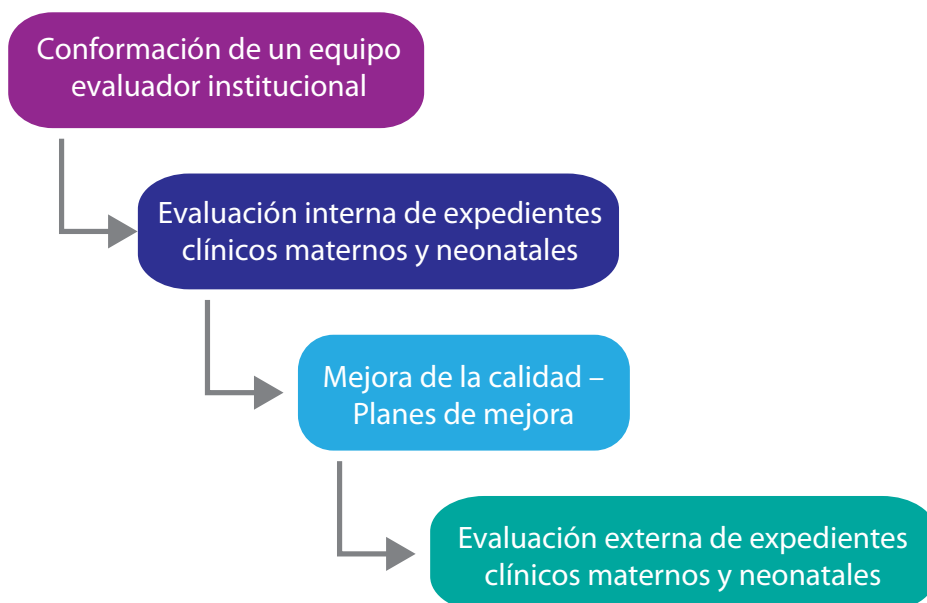 Conformación de un equipo
evaluador institucional
Evaluación interna de expedientes
clínicos maternos y neonatales
Mejora de la calidad –
Planes de mejora
Evaluación externa de expedientes
clínicos maternos y neonatales